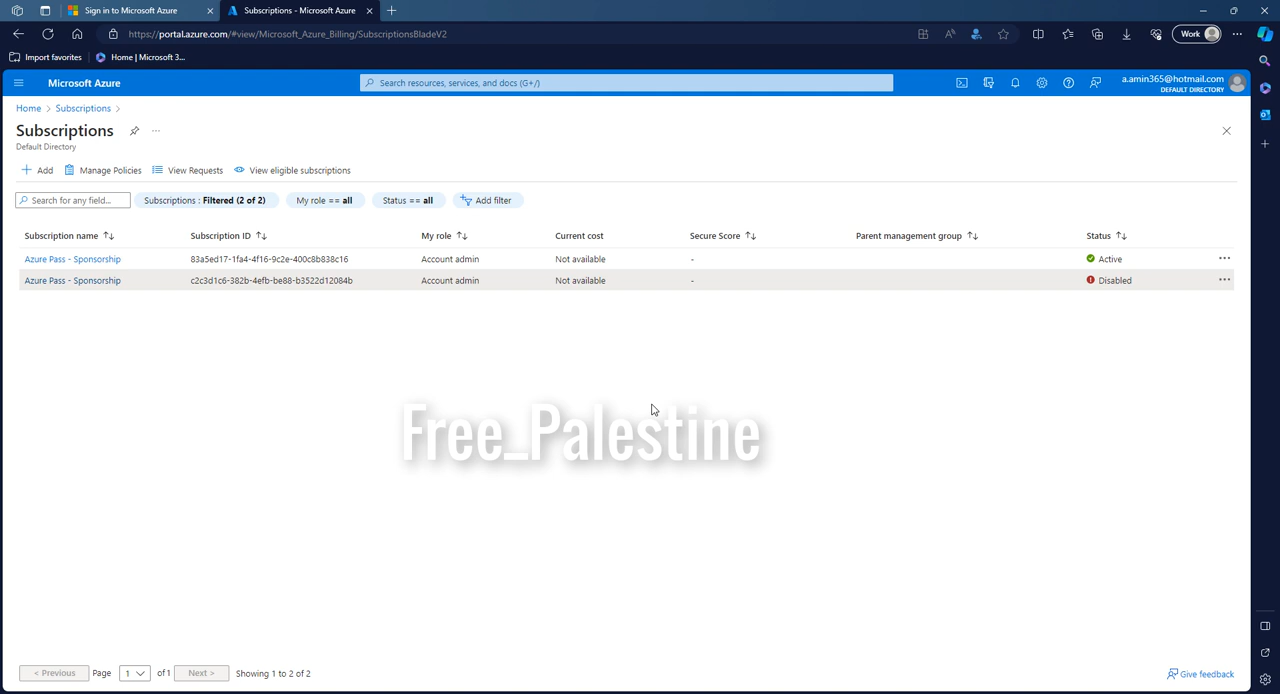 Sign in to Microsoft Azure
Subscriptions - Microsoft Azure
https://portal.azure.com/#view/Microsoft_Azure_Billing/SubscriptionsBladeV2
Work
Import favorites
Home | Microsoft 3...
Microsoft Azure
Search resources, services, and docs (G+/)
a.amin365@hotmail.com
DEFAULT DIRECTORY
Home > Subscriptions >
Subscriptions
Default Directory
Add Manage Policies View Requests View eligible subscriptions
Search for any field... Subscriptions : Filtered (2 of 2) My role == all Status == all Add filter
Subscription name Subscription ID My role Current cost Secure Score Parent management group Status
Azure Pass - Sponsorship 83a5ed17-1fa4-4f16-9c2e-400c8b838c16 Account admin Not available - Active
Azure Pass - Sponsorship c2c3d1c6-382b-4efb-be88-b3522d12084b Account admin Not available - Disabled
Free_Palestine
< Previous Page 1 of 1 Next > Showing 1 to 2 of 2
Give feedback